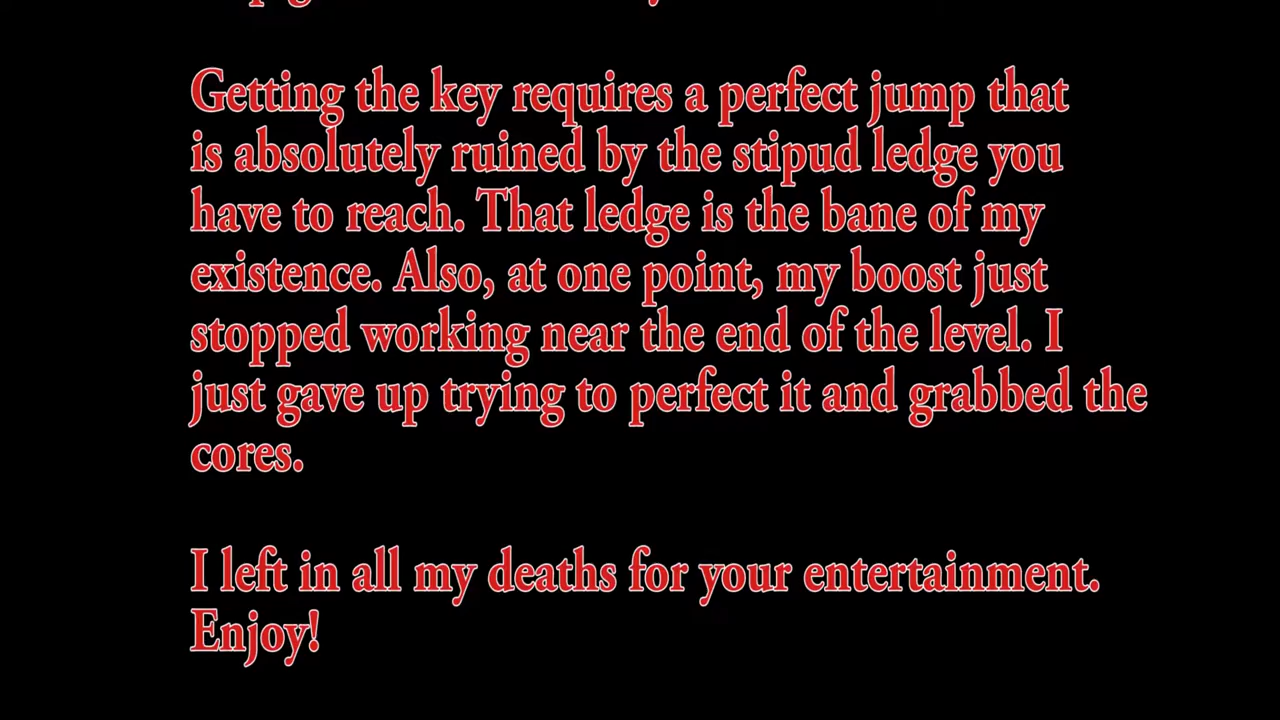 Getting the key requires a perfect jump that
is absolutely ruined by the stipud ledge you
have to reach. That ledge is the bane of my
existence. Also, at one point, my boost just
stopped working near the end of the level. I
just gave up trying to perfect it and grabbed the
cores.
I left in all my deaths for your entertainment.
Enjoy!